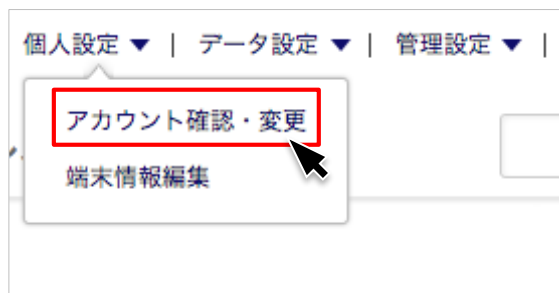 個人設定 ▼ | データ設定 ▼ | 管理設定 ▼ |
アカウント確認・変更
端末情報編集